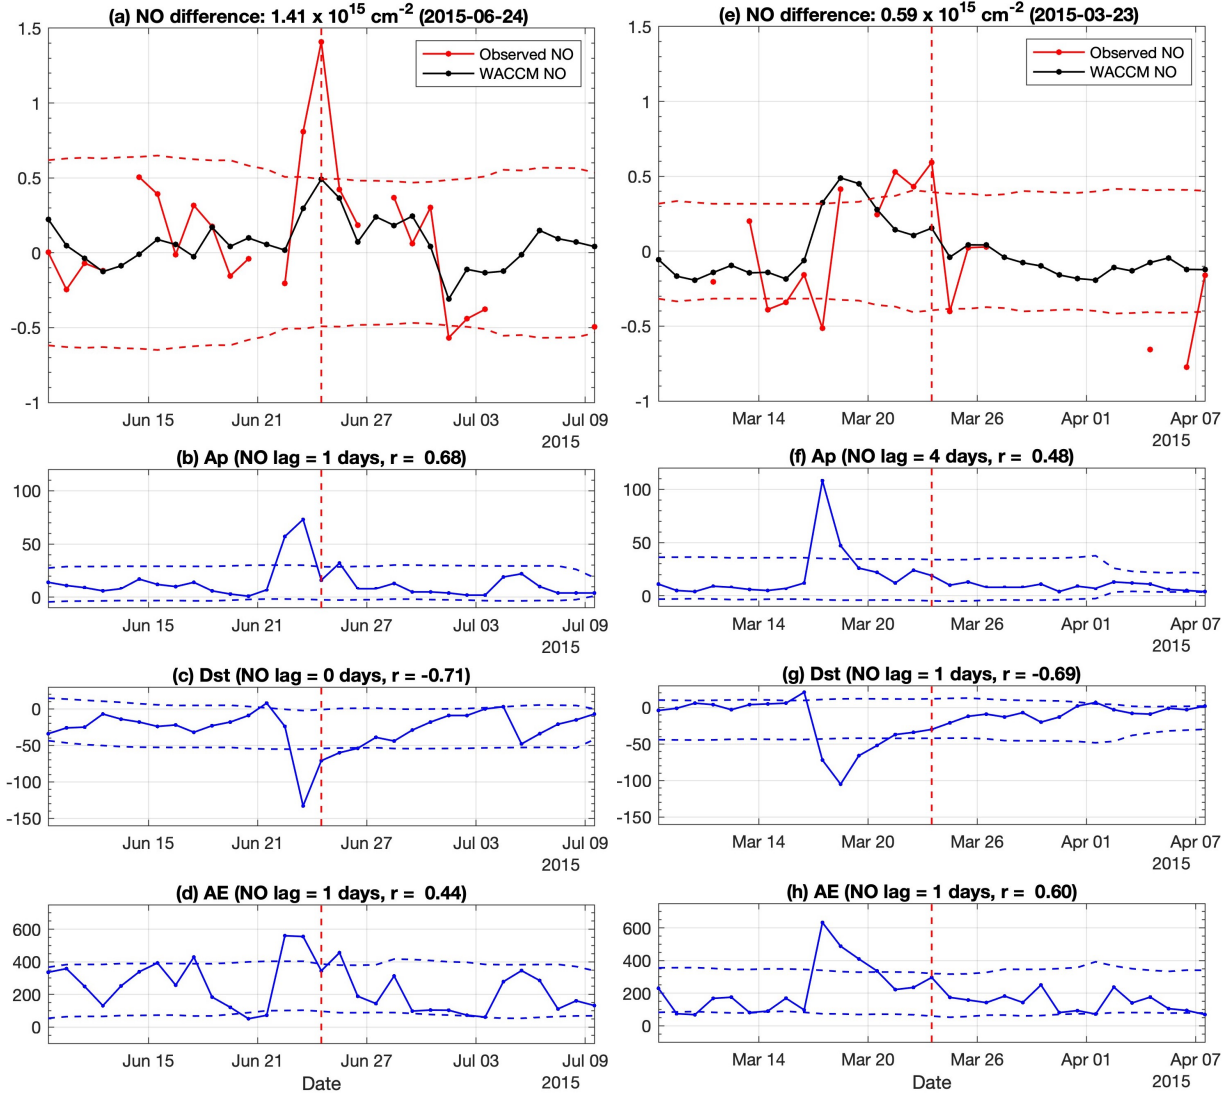 (a) NO difference: 1.41 x 10^15 cm^-2 (2015-06-24)
1.5
1
0.5
0
-0.5
-1
Observed NO
WACCM NO
Jun 15 Jun 21 Jun 27 Jul 03 Jul 09
2015
(b) Ap (NO lag = 1 days, r = 0.68)
100
50
0
Jun 15 Jun 21 Jun 27 Jul 03 Jul 09
2015
(c) Dst (NO lag = 0 days, r = -0.71)
0
-50
-100
-150
Jun 15 Jun 21 Jun 27 Jul 03 Jul 09
2015
(d) AE (NO lag = 1 days, r = 0.44)
600
400
200
0
Jun 15 Jun 21 Jun 27 Jul 03 Jul 09
Date
2015
(e) NO difference: 0.59 x 10^15 cm^-2 (2015-03-23)
1.5
1
0.5
0
-0.5
-1
Observed NO
WACCM NO
Mar 14 Mar 20 Mar 26 Apr 01 Apr 07
2015
(f) Ap (NO lag = 4 days, r = 0.48)
100
50
0
Mar 14 Mar 20 Mar 26 Apr 01 Apr 07
2015
(g) Dst (NO lag = 1 days, r = -0.69)
0
-50
-100
-150
Mar 14 Mar 20 Mar 26 Apr 01 Apr 07
2015
(h) AE (NO lag = 1 days, r = 0.60)
600
400
200
0
Mar 14 Mar 20 Mar 26 Apr 01 Apr 07
Date
2015